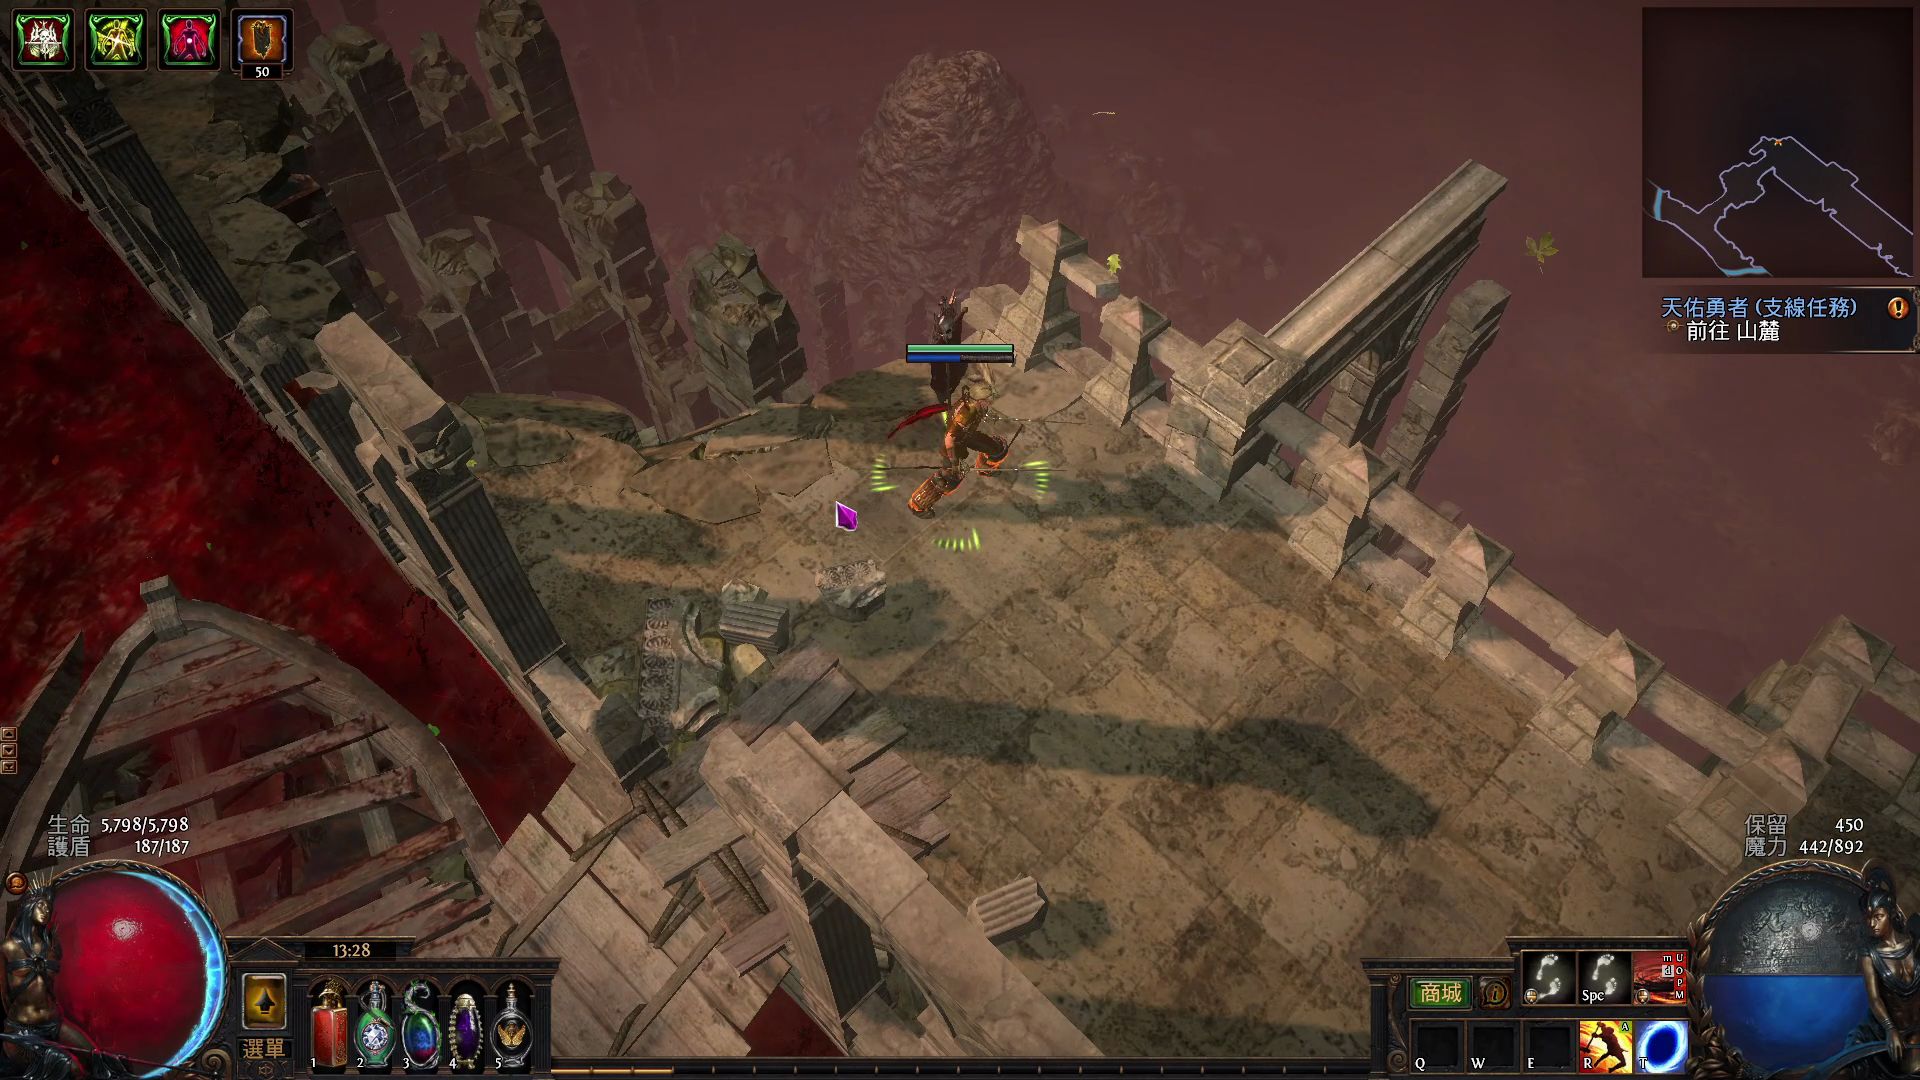 50
天佑勇者 (支線任務)
前往 山麓
生命 5,798/5,798
護盾 187/187
保留 450
魔力 442/892
13:28
選單
1
2
3
4
5
商城
Spc
m U
d O
P
M
Q
W
E
R
A
T